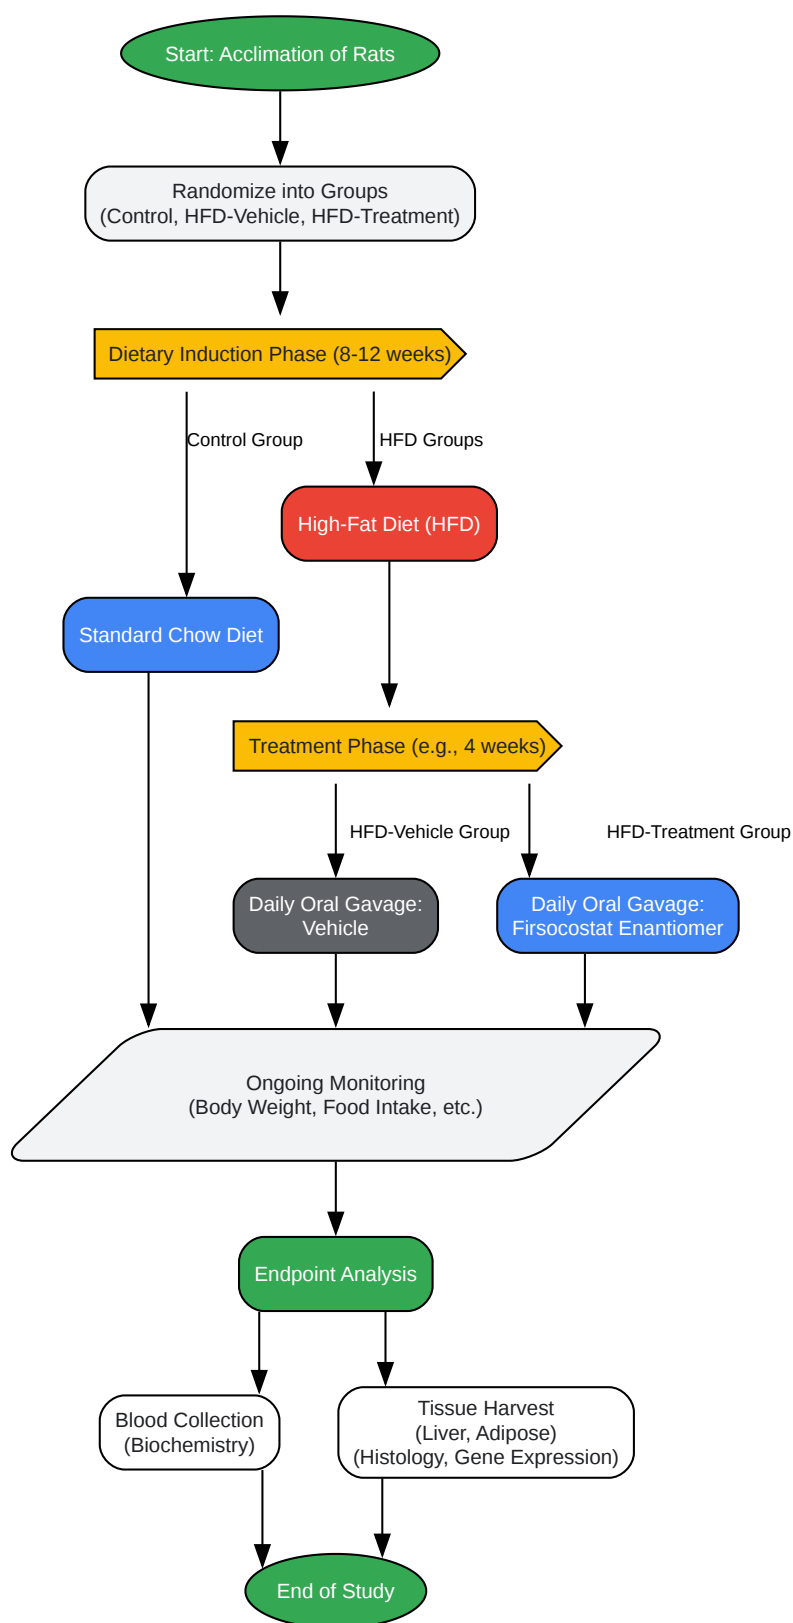 Start: Acclimation of Rats
Randomize into Groups
(Control, HFD-Vehicle, HFD-Treatment)
Dietary Induction Phase (8-12 weeks)
Control Group
HFD Groups
High-Fat Diet (HFD)
Standard Chow Diet
Treatment Phase (e.g., 4 weeks)
HFD-Vehicle Group
HFD-Treatment Group
Daily Oral Gavage:
Vehicle
Daily Oral Gavage:
Firsocostat Enantiomer
Ongoing Monitoring
(Body Weight, Food Intake, etc.)
Endpoint Analysis
Blood Collection
(Biochemistry)
Tissue Harvest
(Liver, Adipose)
(Histology, Gene Expression)
End of Study